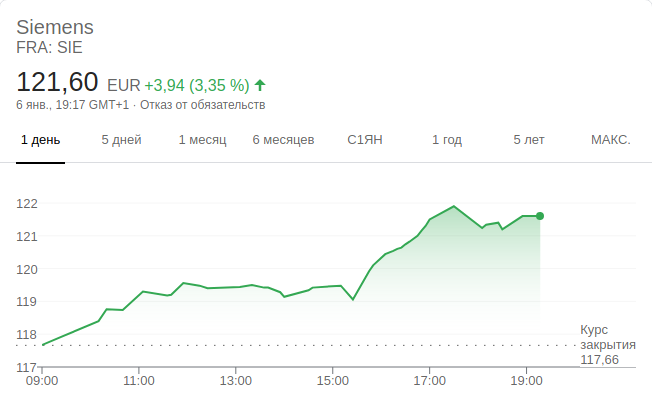 Siemens
FRA: SIE
121,60 EUR +3,94 (3,35 %)
6 янв., 19:17 GMT+1 · Отказ от обязательств
1 день 5 дней 1 месяц 6 месяцев С1ЯН 1 год 5 лет МАКС.
122
121
120
119
118
117
Курс
закрытия
117,66
09:00 11:00 13:00 15:00 17:00 19:00